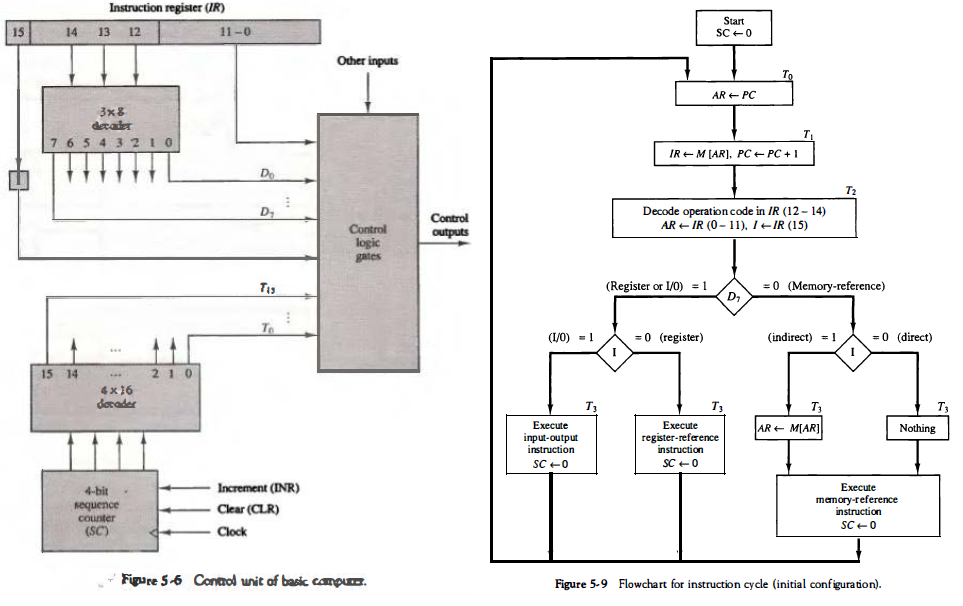 Instruction register (IR)
15 14 13 12 11-0
Other inputs
3x8
decoder
7 6 5 4 3 2 1 0
I
D0
⋮
D7
Control
logic
gates
Control
outputs
T15
⋮
T0
15 14 ... 2 1 0
4x16
decoder
4-bit
sequence
counter
(SC)
Increment (INR)
Clear (CLR)
Clock
Figure 5-6 Control unit of basic computer.
Start
SC ← 0
T0
AR ← PC
T1
IR ← M [AR], PC ← PC + 1
T2
Decode operation code in IR (12 – 14)
AR ← IR (0 – 11), I ← IR (15)
(Register or I/0) = 1
D7
= 0 (Memory-reference)
(I/0) = 1
I
= 0 (register)
(indirect) = 1
I
= 0 (direct)
T3
Execute
input-output
instruction
SC ← 0
T3
Execute
register-reference
instruction
SC ← 0
T3
AR ← M[AR]
T3
Nothing
Execute
memory-reference
instruction
SC ← 0
Figure 5-9 Flowchart for instruction cycle (initial configuration).